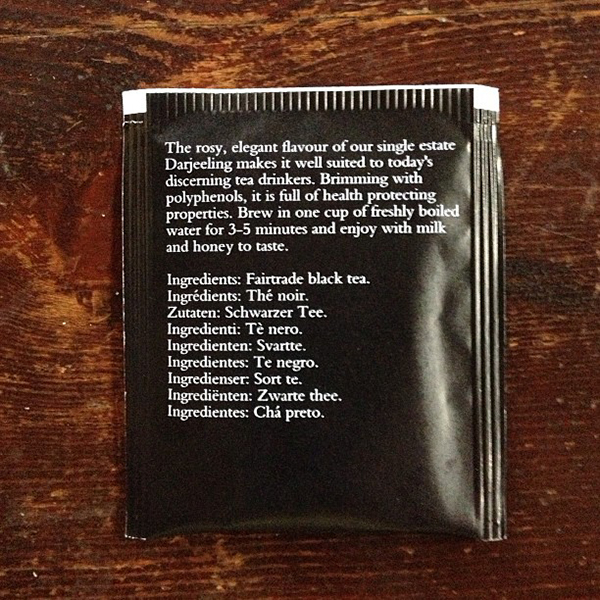 The rosy, elegant flavour of our single estate
Darjeeling makes it well suited to today's
discerning tea drinkers. Brimming with
polyphenols, it is full of health protecting
properties. Brew in one cup of freshly boiled
water for 3-5 minutes and enjoy with milk
and honey to taste.
Ingredients: Fairtrade black tea.
Ingrédients: Thé noir.
Zutaten: Schwarzer Tee.
Ingredienti: Tè nero.
Ingredienten: Svartte.
Ingredientes: Te negro.
Ingredienser: Sort te.
Ingrediënten: Zwarte thee.
Ingredientes: Chá preto.